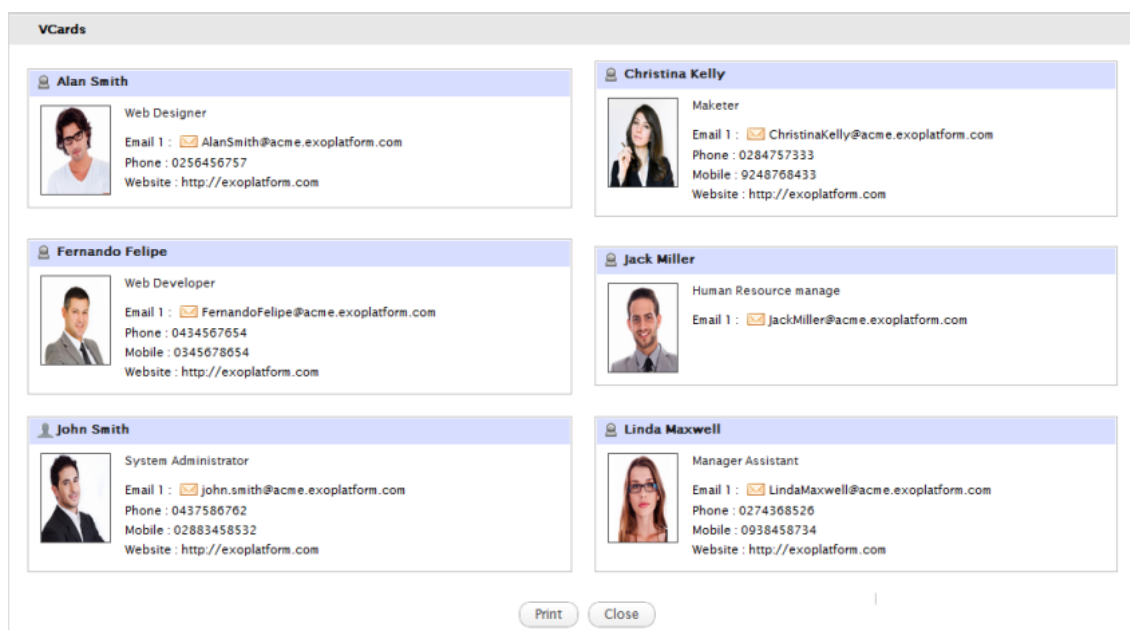 VCards
Alan Smith
Web Designer
Email 1 : AlanSmith@acme.exoplatform.com
Phone : 0256456757
Website : http://exoplatform.com
Christina Kelly
Maketer
Email 1 : ChristinaKelly@acme.exoplatform.com
Phone : 0284757333
Mobile : 9248768433
Website : http://exoplatform.com
Fernando Felipe
Web Developer
Email 1 : FernandoFelipe@acme.exoplatform.com
Phone : 0434567654
Mobile : 0345678654
Website : http://exoplatform.com
Jack Miller
Human Resource manage
Email 1 : JackMiller@acme.exoplatform.com
John Smith
System Administrator
Email 1 : john.smith@acme.exoplatform.com
Phone : 0437586762
Mobile : 02883458532
Website : http://exoplatform.com
Linda Maxwell
Manager Assistant
Email 1 : LindaMaxwell@acme.exoplatform.com
Phone : 0274368526
Mobile : 0938458734
Website : http://exoplatform.com
Print Close